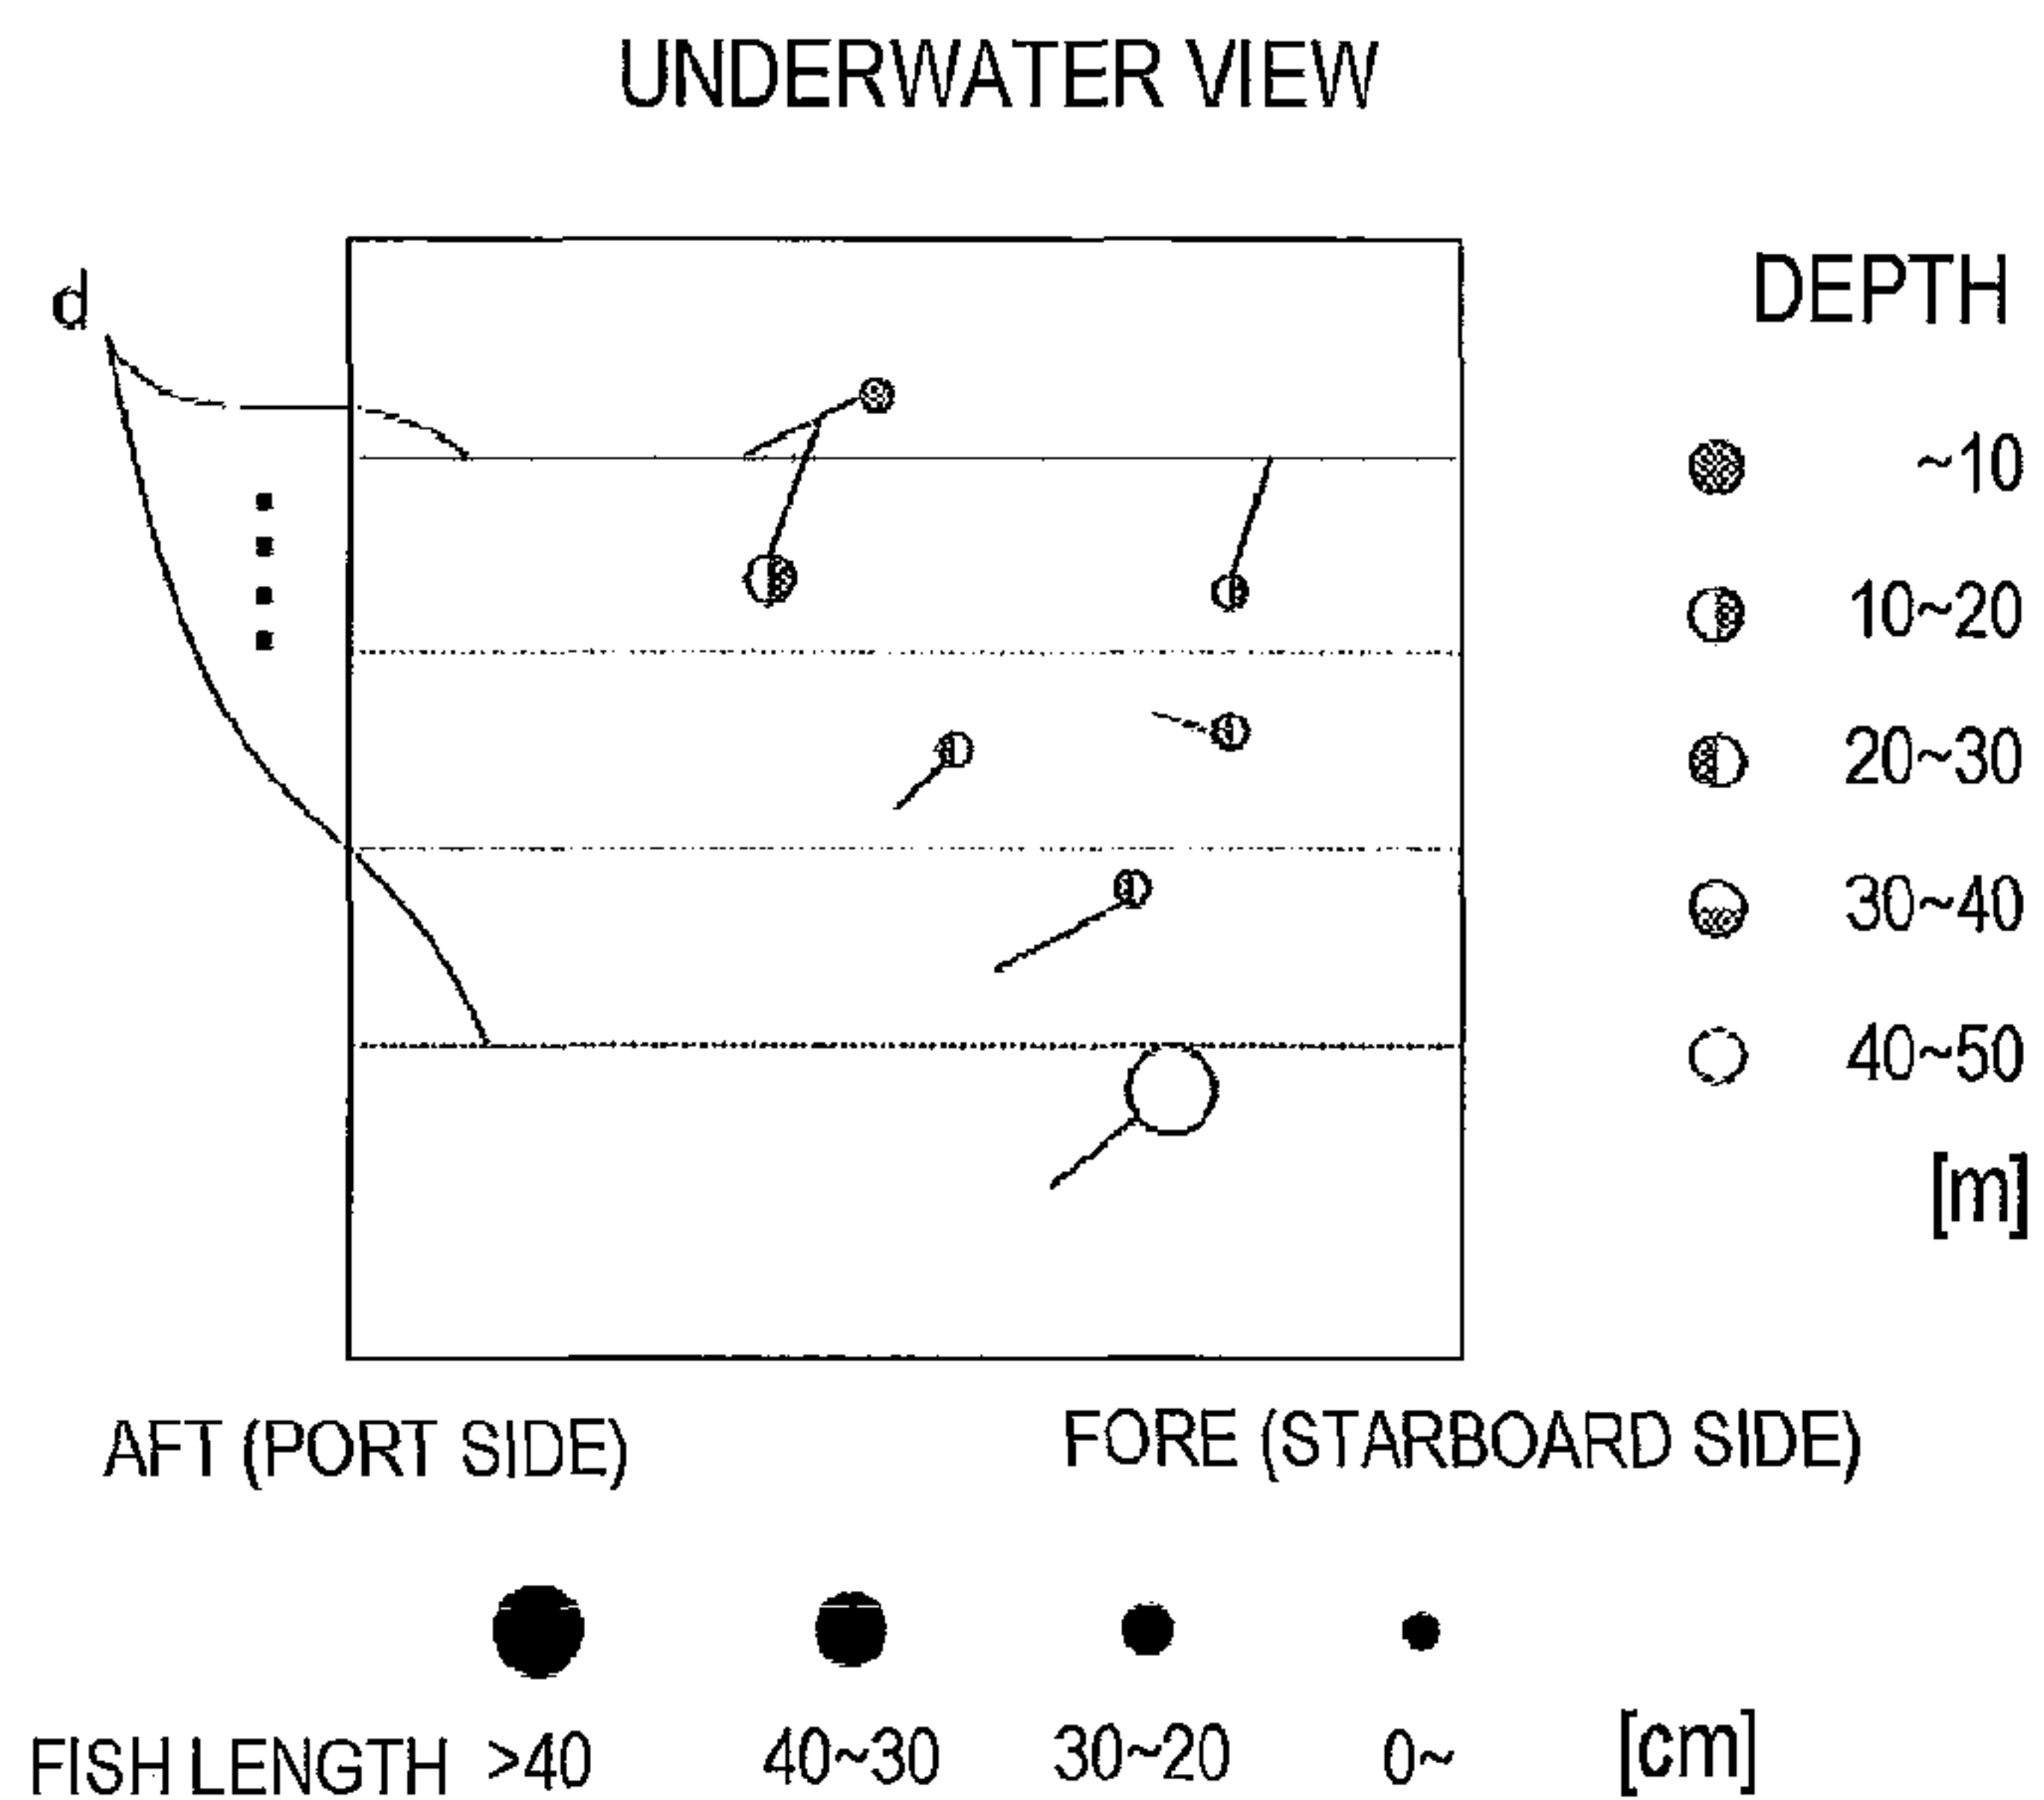 UNDERWATER VIEW
d
DEPTH
~10
10~20
20~30
30~40
40~50
[m]
AFT (PORT SIDE)
FORE (STARBOARD SIDE)
FISH LENGTH >40 40~30 30~20 0~ [cm]